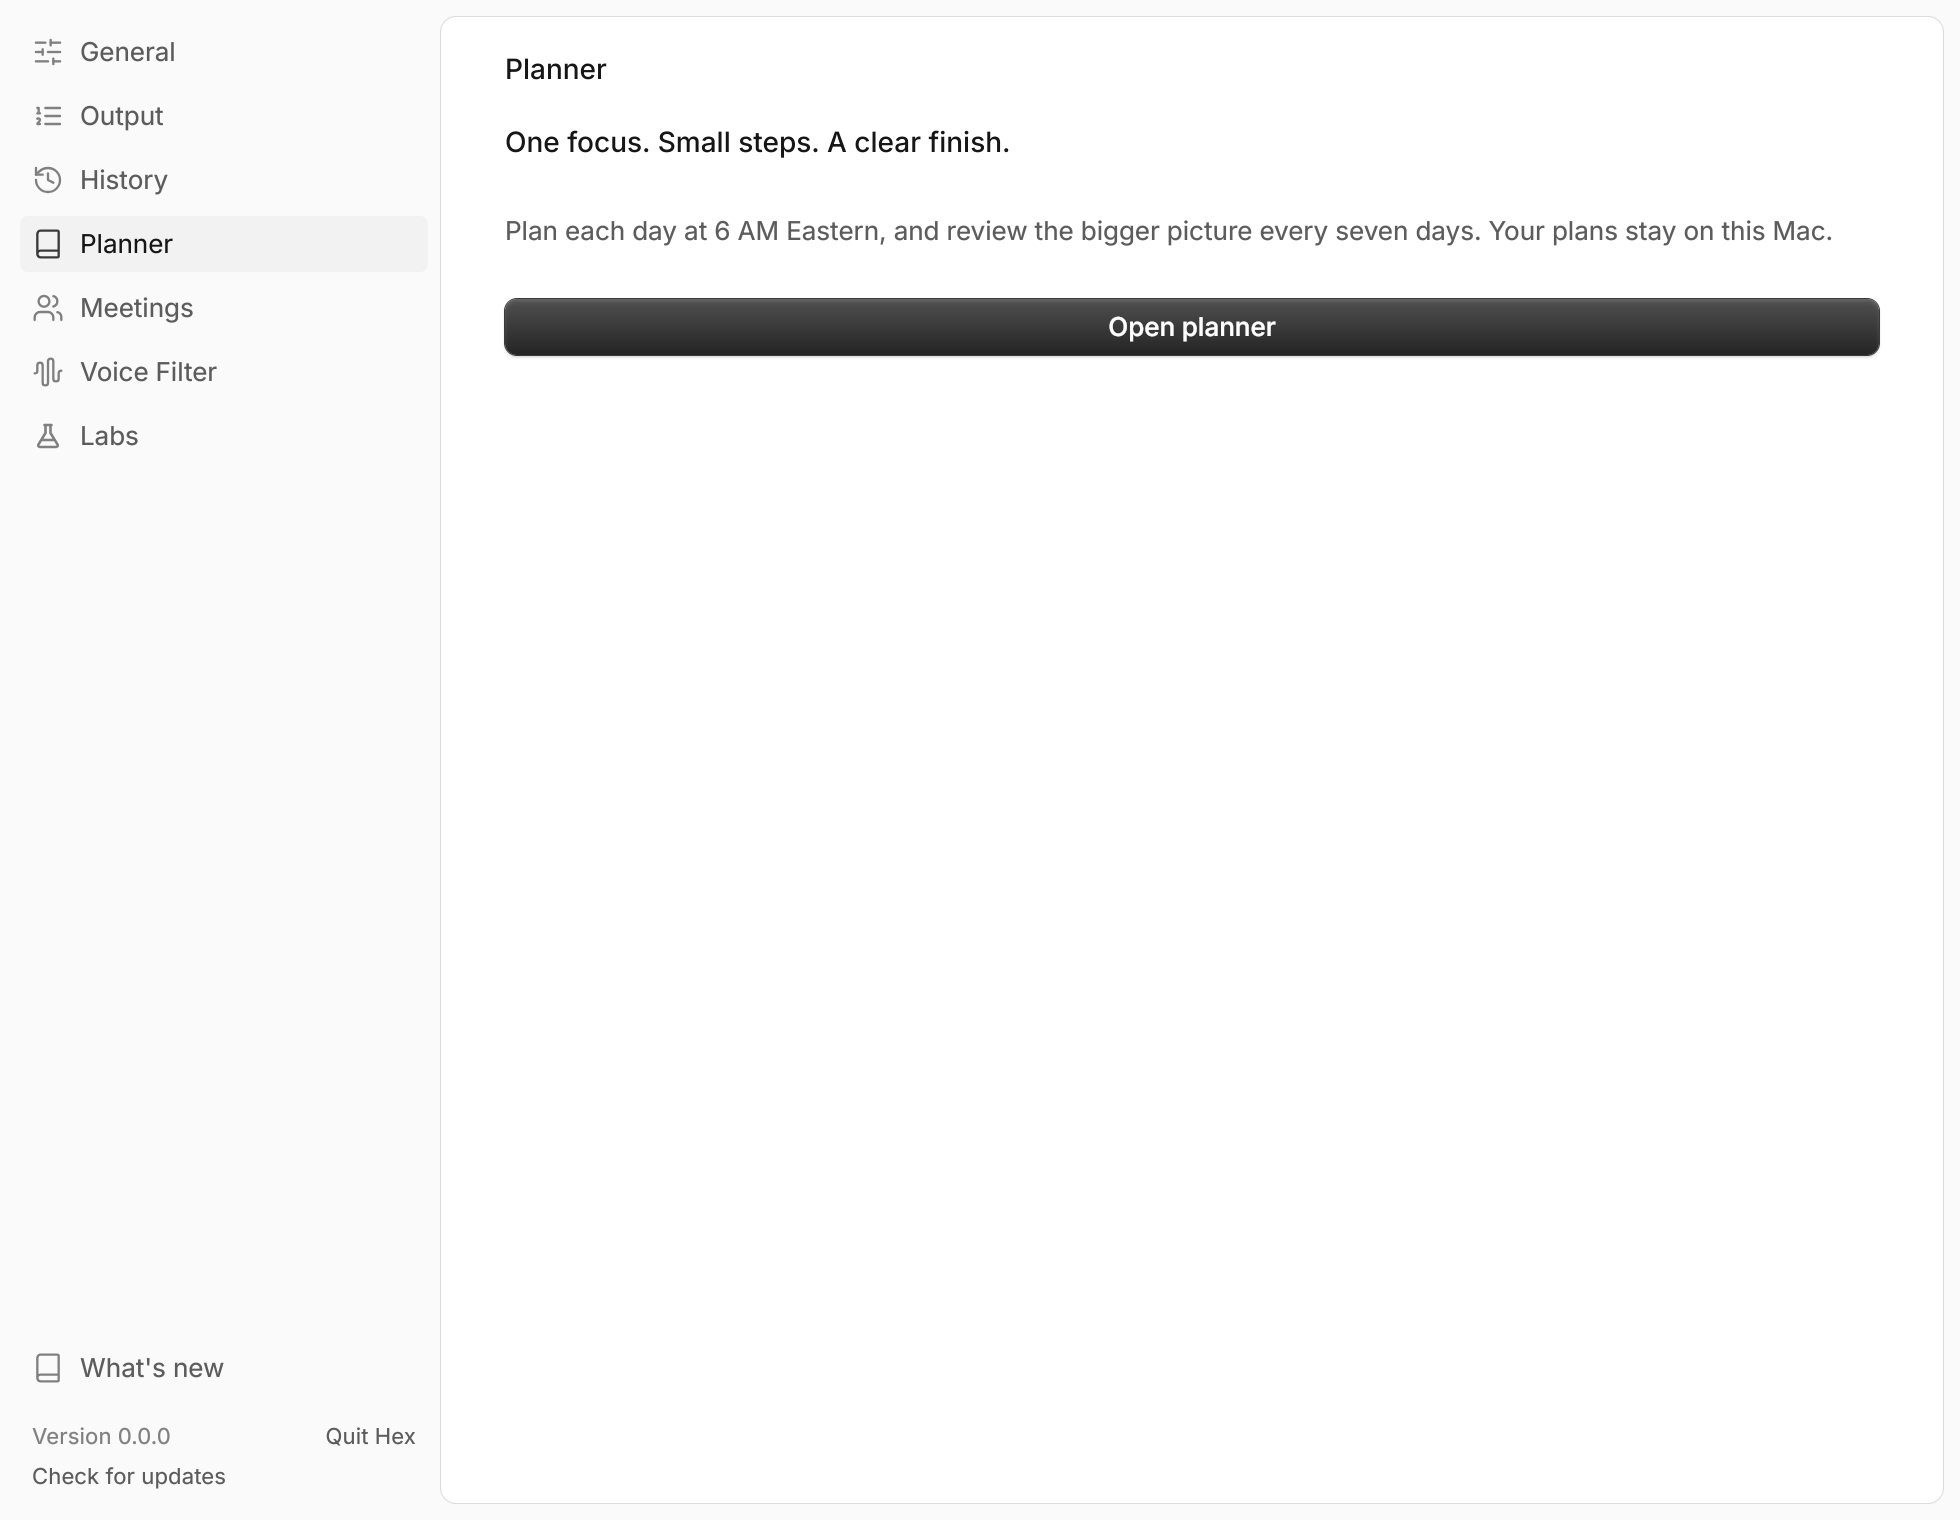 General
Output
History
Planner
Meetings
Voice Filter
Labs
What's new
Version 0.0.0
Quit Hex
Check for updates
Planner
One focus. Small steps. A clear finish.
Plan each day at 6 AM Eastern, and review the bigger picture every seven days. Your plans stay on this Mac.
Open planner